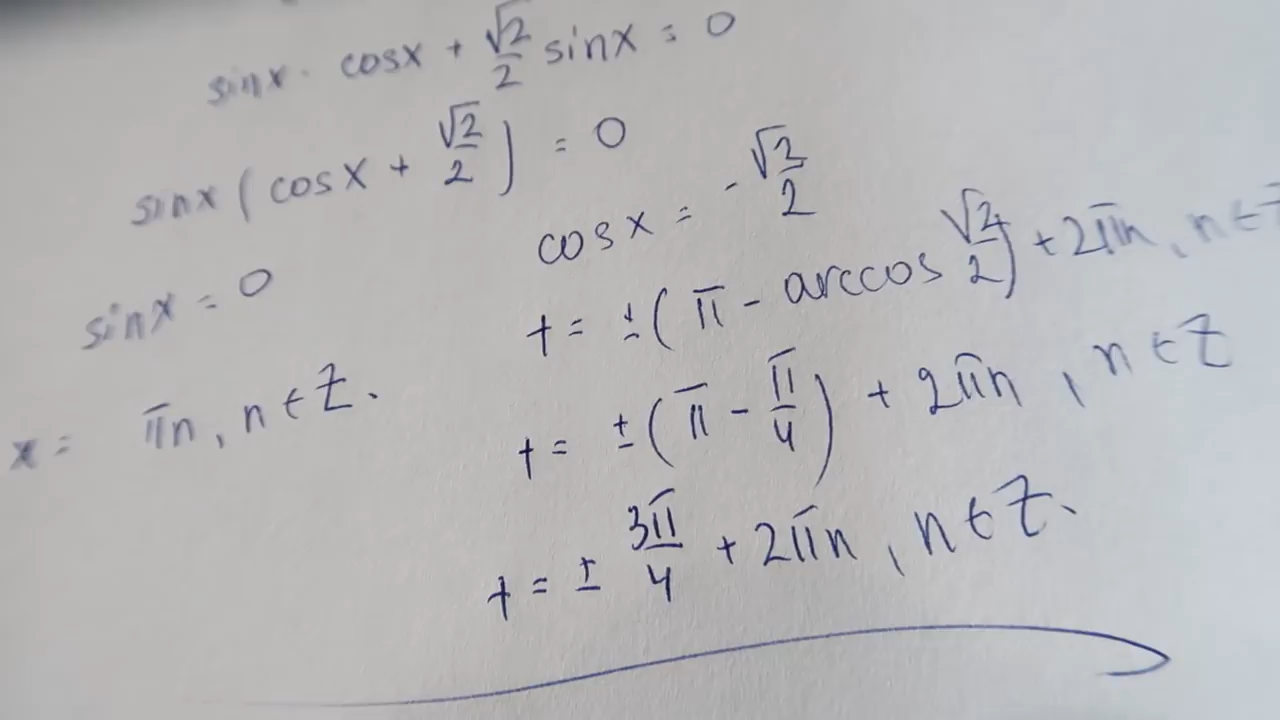 sinx · cosx + √2/2 sinx = 0
sinx (cosx + √2/2) = 0
sinx = 0
x = πn, n ∈ Z.
cosx = - √2/2
t = ±(π - arccos √2/2) + 2πn, n ∈ Z
t = ±(π - π/4) + 2πn, n ∈ Z
t = ± 3π/4 + 2πn, n ∈ Z.